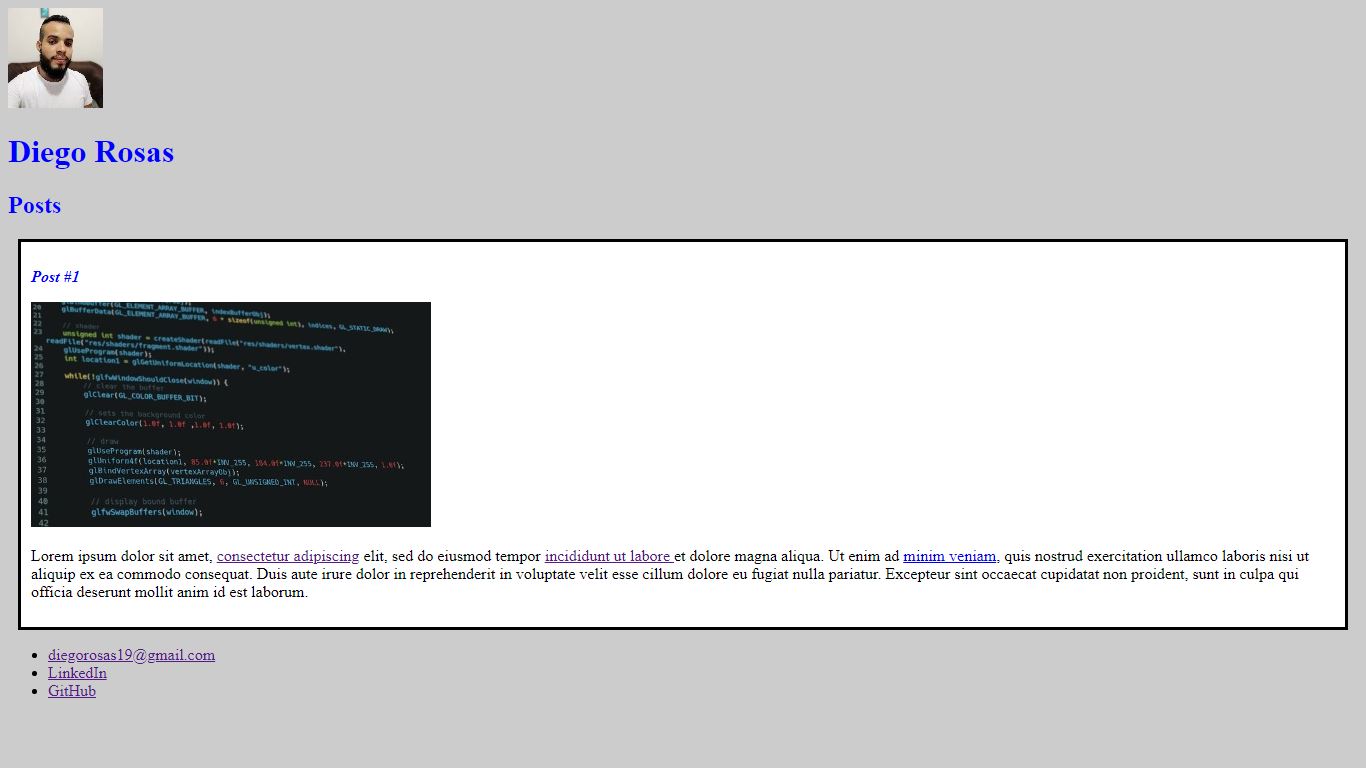 Diego Rosas
Posts
Post #1
20
21 glBufferData(GL_ELEMENT_ARRAY_BUFFER, 6 * sizeof(unsigned int), indices, GL_STATIC_DRAW);
22 // shader
23 unsigned int shader = createShader(readFile("res/shaders/vertex.shader"),
readFile("res/shaders/fragment.shader"));
24 glUseProgram(shader);
25 int location1 = glGetUniformLocation(shader, "u_color");
26
27 while(!glfwWindowShouldClose(window)) {
28 // clear the buffer
29 glClear(GL_COLOR_BUFFER_BIT);
30
31 // sets the background color
32 glClearColor(1.0f, 1.0f ,1.0f, 1.0f);
33
34 // draw
35 glUseProgram(shader);
36 glUniform4f(location1, 85.0f*INV_255, 184.0f*INV_255, 237.0f*INV_255, 1.0f);
37 glBindVertexArray(vertexArrayObj);
38 glDrawElements(GL_TRIANGLES, 6, GL_UNSIGNED_INT, NULL);
39
40 // display bound buffer
41 glfwSwapBuffers(window);
42
Lorem ipsum dolor sit amet, consectetur adipiscing elit, sed do eiusmod tempor incididunt ut labore et dolore magna aliqua. Ut enim ad minim veniam, quis nostrud exercitation ullamco laboris nisi ut
aliquip ex ea commodo consequat. Duis aute irure dolor in reprehenderit in voluptate velit esse cillum dolore eu fugiat nulla pariatur. Excepteur sint occaecat cupidatat non proident, sunt in culpa qui
officia deserunt mollit anim id est laborum.
diegorosas19@gmail.com
LinkedIn
GitHub